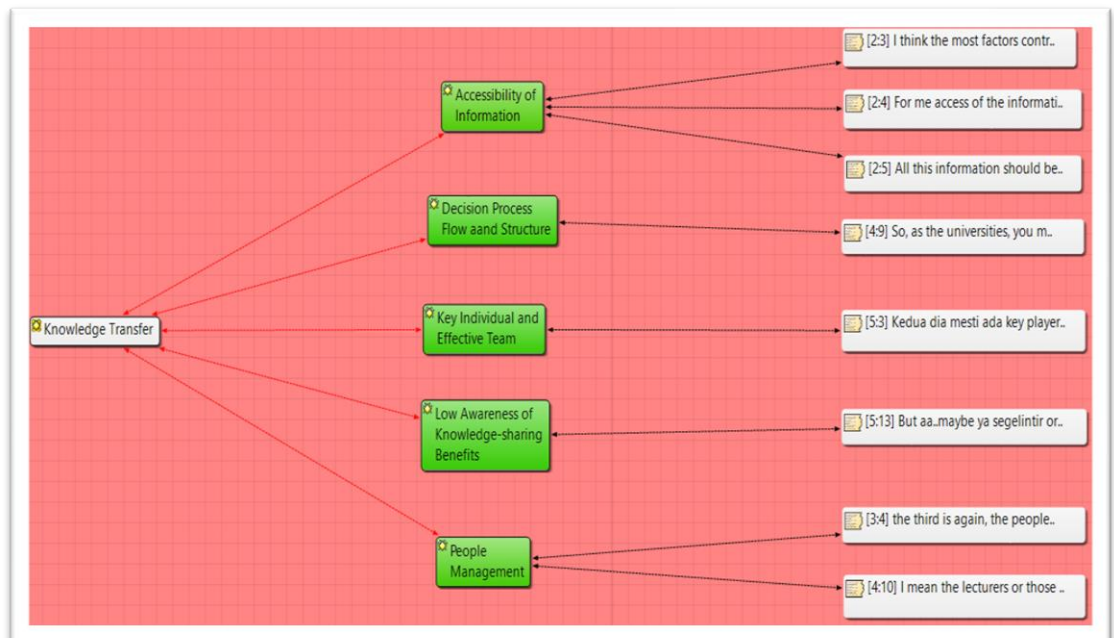 [2:3] I think the most factors contr..
Accessibility of
Information
[2:4] For me access of the informati..
[2:5] All this information should be..
Decision Process
Flow aand Structure
[4:9] So, as the universities, you m..
Knowledge Transfer
Key Individual and
Effective Team
[5:3] Kedua dia mesti ada key player..
Low Awareness of
Knowledge-sharing
Benefits
[5:13] But aa..maybe ya segelintir or..
[3:4] the third is again, the people..
People
Management
[4:10] I mean the lecturers or those ..